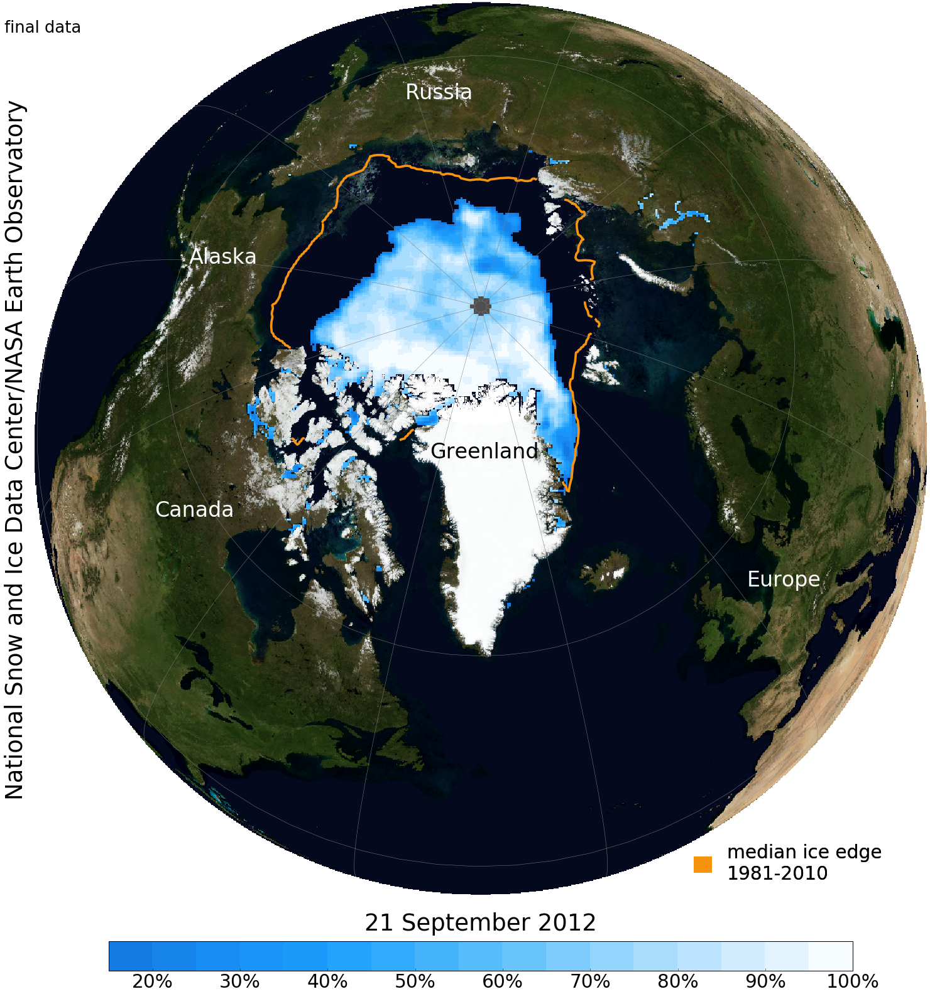 final data
National Snow and Ice Data Center/NASA Earth Observatory
Russia
Alaska
Greenland
Canada
Europe
median ice edge
1981-2010
21 September 2012
20% 30% 40% 50% 60% 70% 80% 90% 100%